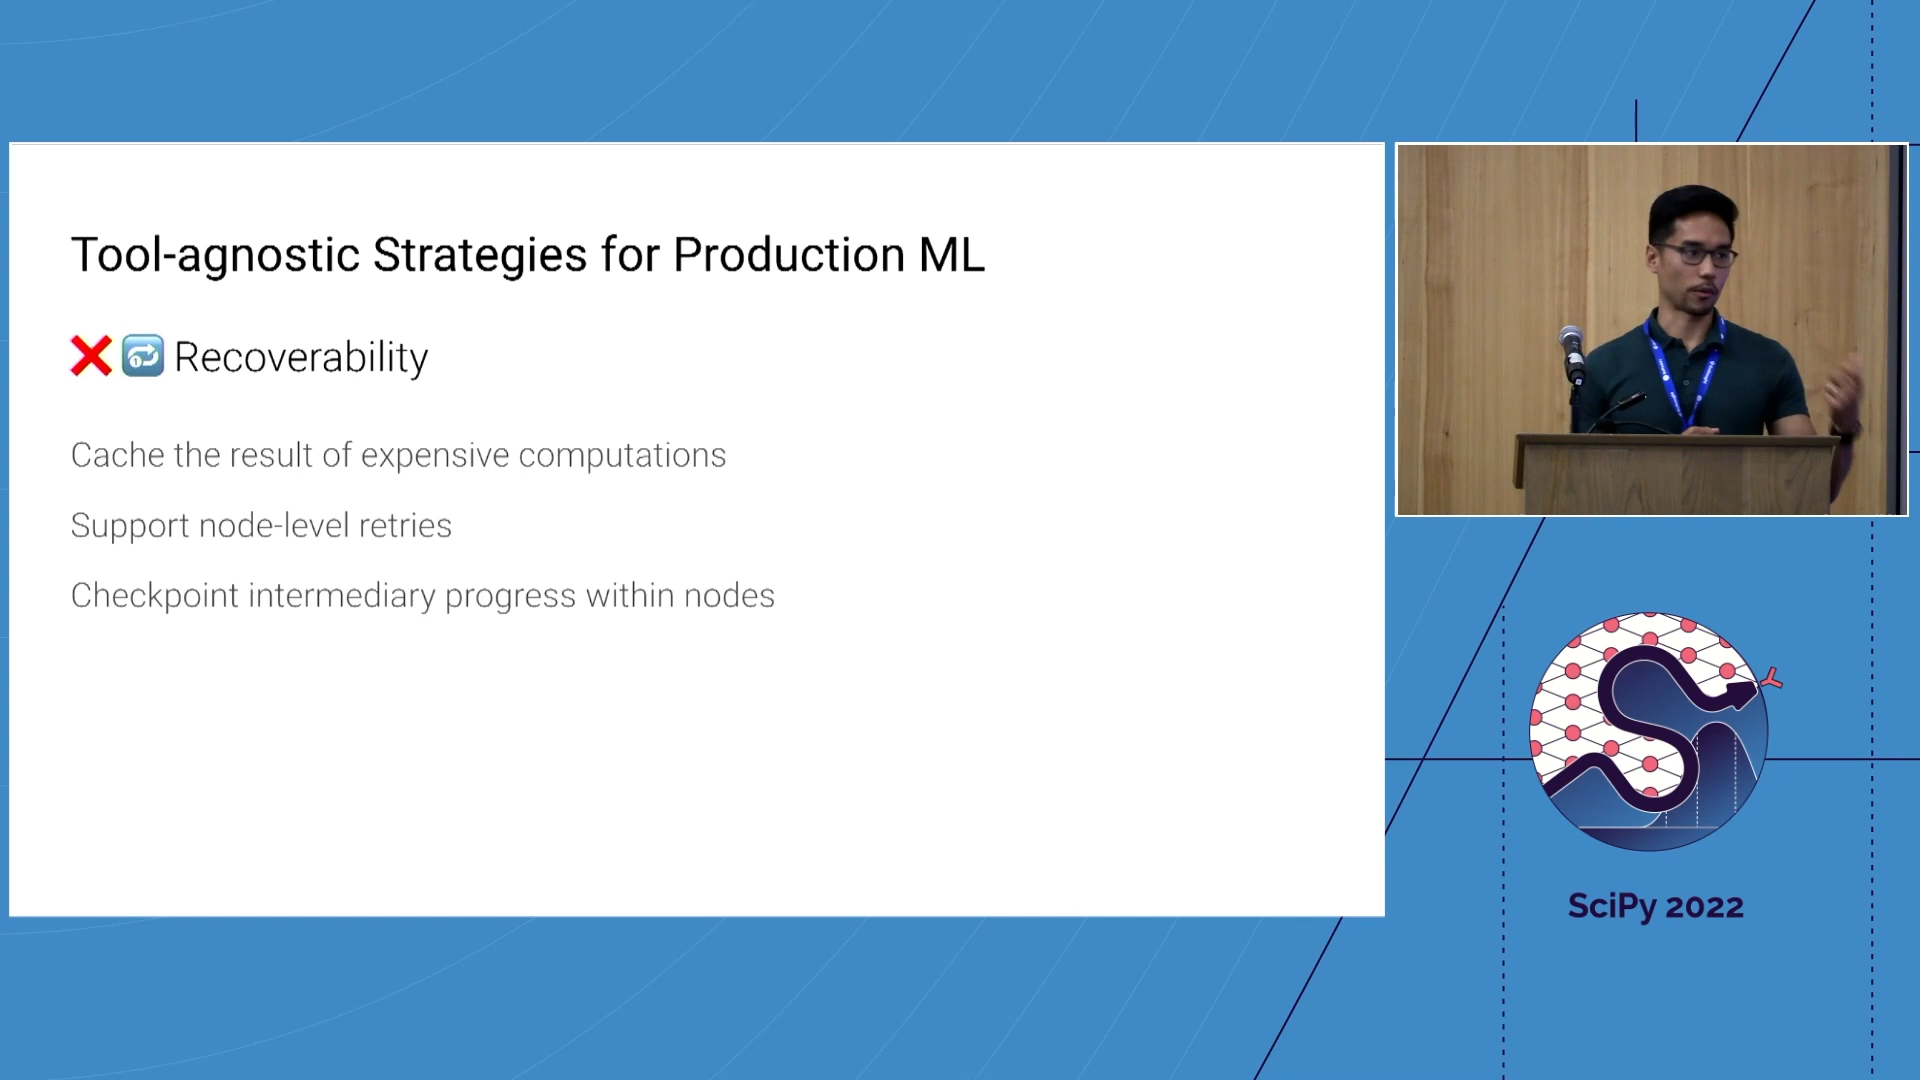 Tool-agnostic Strategies for Production ML
❌🔂 Recoverability
Cache the result of expensive computations
Support node-level retries
Checkpoint intermediary progress within nodes
SciPy 2022